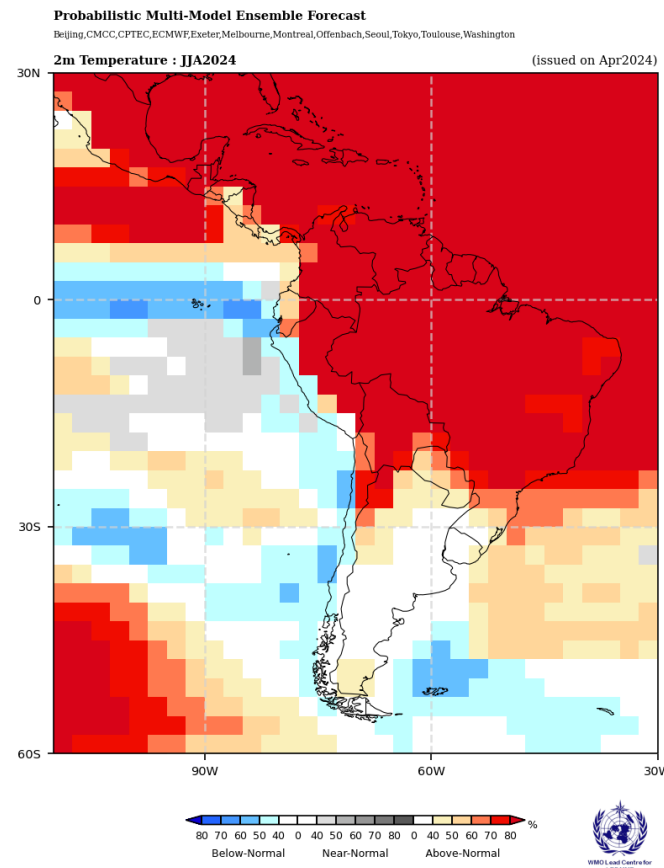 Probabilistic Multi-Model Ensemble Forecast
Beijing,CMCC,CPTEC,ECMWF,Exeter,Melbourne,Montreal,Offenbach,Seoul,Tokyo,Toulouse,Washington
2m Temperature : JJA2024 (issued on Apr2024)
30N
0
30S
60S
90W 60W 30W
80 70 60 50 40 0 40 50 60 70 80 0 40 50 60 70 80 %
Below-Normal Near-Normal Above-Normal
WMO Lead Centre for